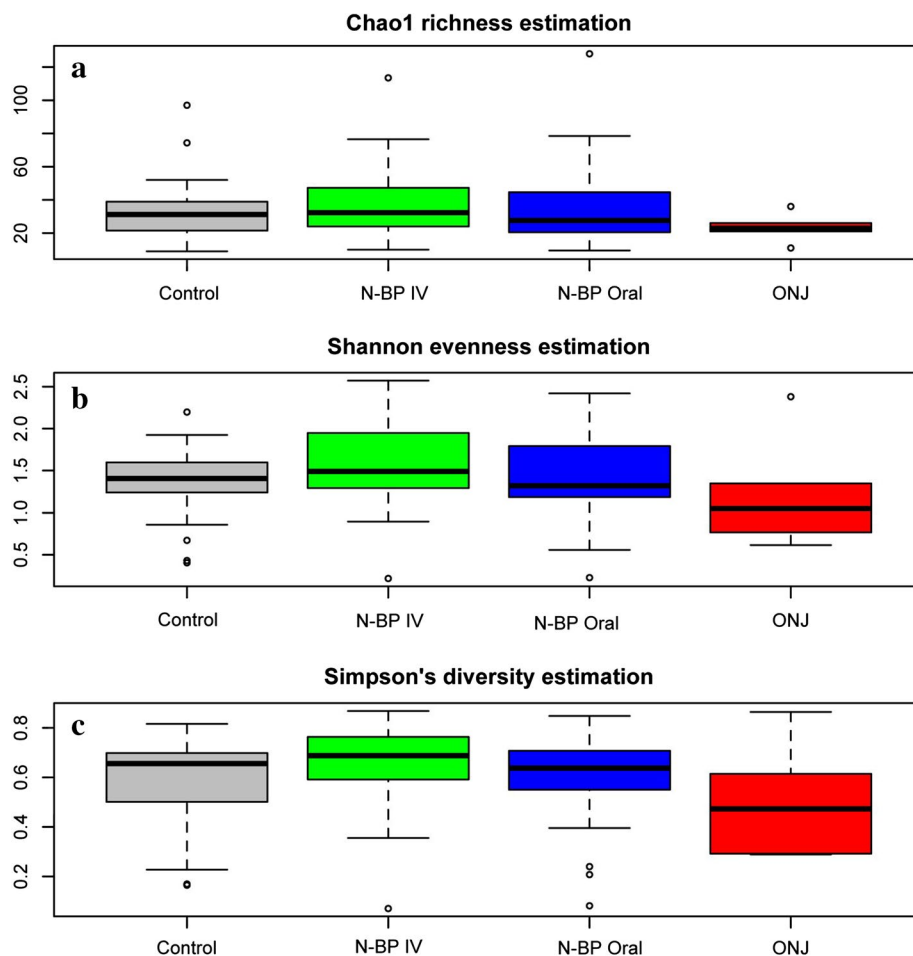 Chao1 richness estimation
a
100
60
20
Control N-BP IV N-BP Oral ONJ
Shannon evenness estimation
b
2.5
2.0
1.5
1.0
0.5
Control N-BP IV N-BP Oral ONJ
Simpson's diversity estimation
c
0.8
0.6
0.4
0.2
Control N-BP IV N-BP Oral ONJ